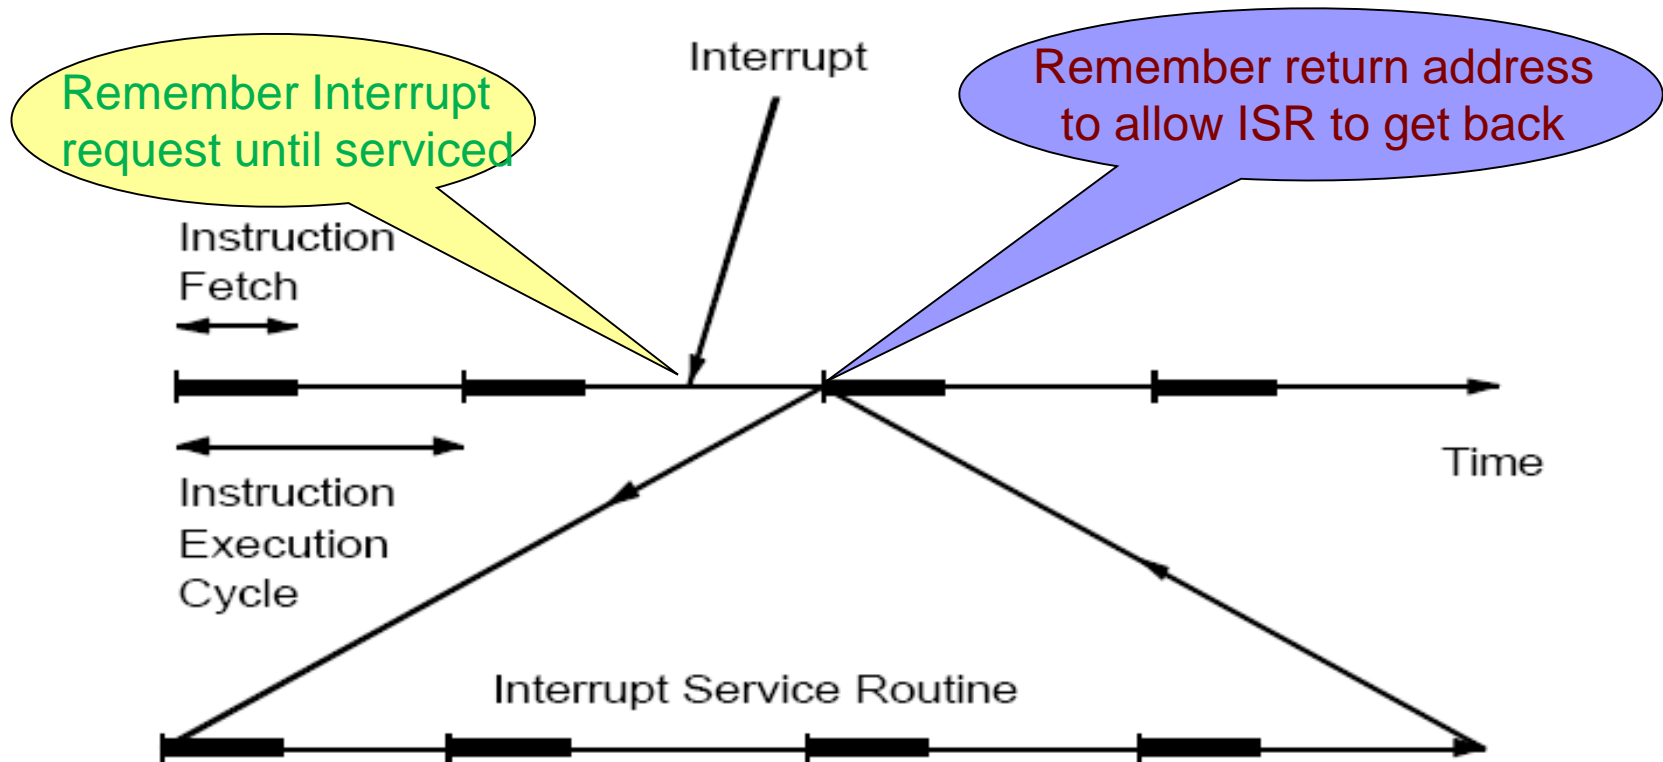 Interrupt
Remember Interrupt
request until serviced
Remember return address
to allow ISR to get back
Instruction
Fetch
Time
Instruction
Execution
Cycle
Interrupt Service Routine